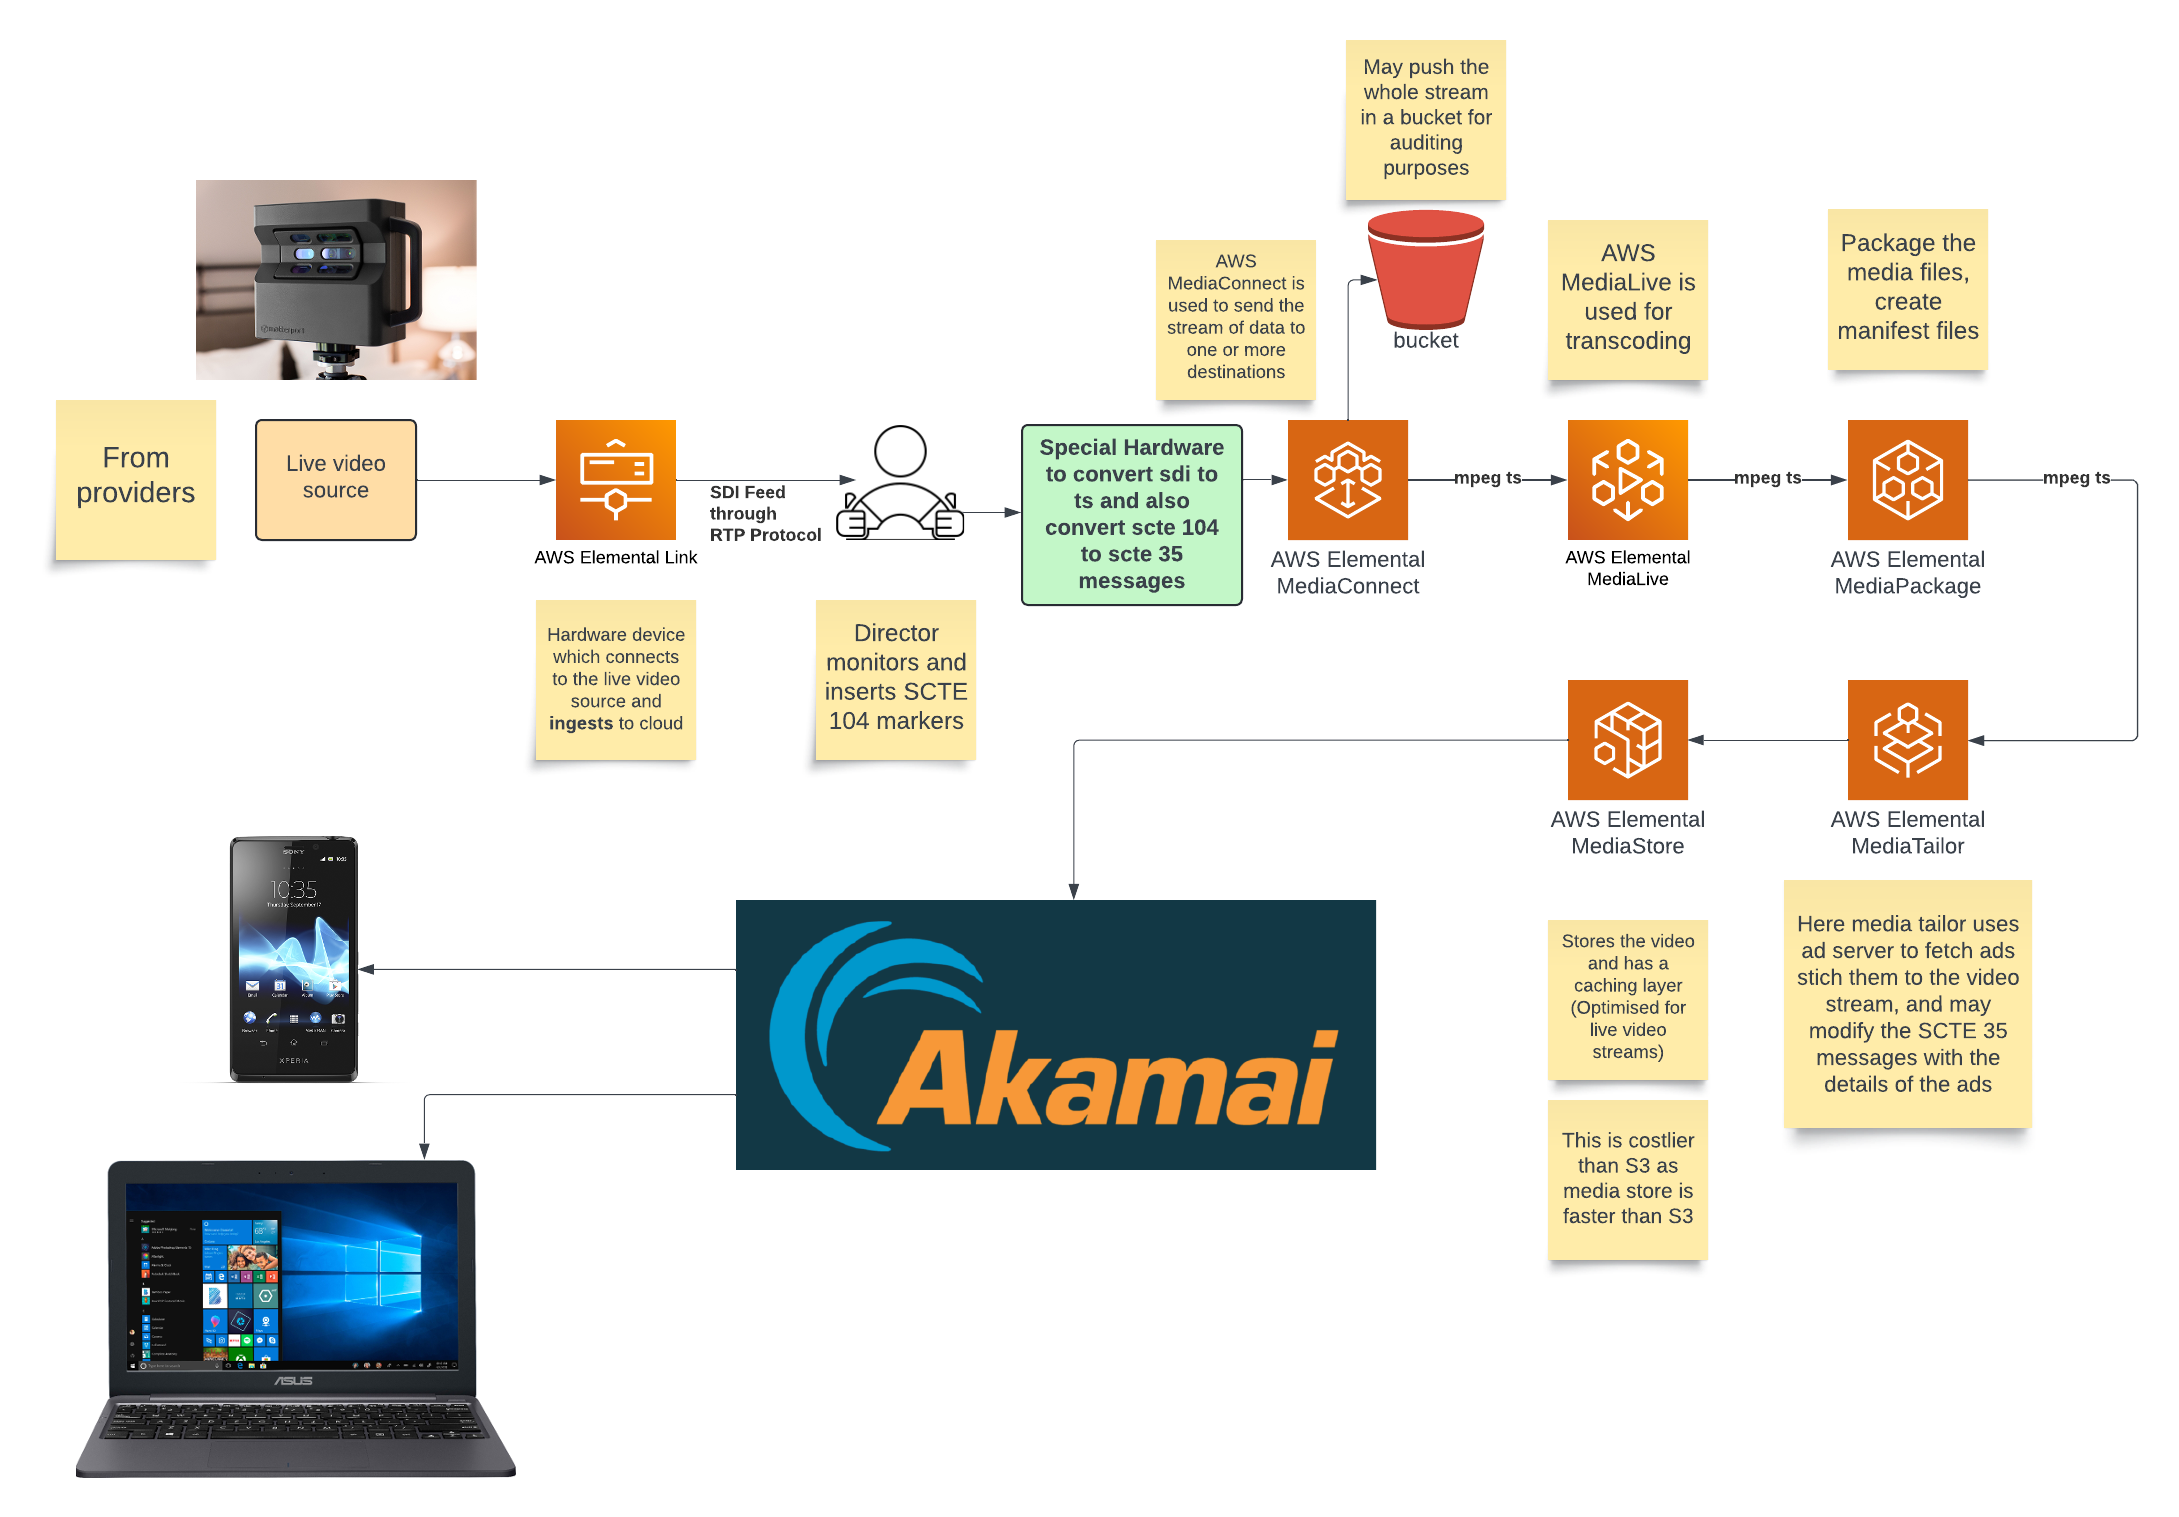 May push the
whole stream
in a bucket for
auditing
purposes
AWS
MediaConnect is
used to send the
stream of data to
one or more
destinations
bucket
AWS
MediaLive is
used for
transcoding
Package the
media files,
create
manifest files
From
providers
Live video
source
AWS Elemental Link
SDI Feed
through
RTP Protocol
Special Hardware
to convert sdi to
ts and also
convert scte 104
to scte 35
messages
AWS Elemental
MediaConnect
mpeg ts
AWS Elemental
MediaLive
mpeg ts
AWS Elemental
MediaPackage
mpeg ts
Hardware device
which connects
to the live video
source and
ingests to cloud
Director
monitors and
inserts SCTE
104 markers
AWS Elemental
MediaStore
AWS Elemental
MediaTailor
Stores the video
and has a
caching layer
(Optimised for
live video
streams)
This is costlier
than S3 as
media store is
faster than S3
Here media tailor uses
ad server to fetch ads
stich them to the video
stream, and may
modify the SCTE 35
messages with the
details of the ads
Akamai
SONY
10:35
Thursday, September 17
Email
Calendar
Album
Play Store
XPERIA
ASUS